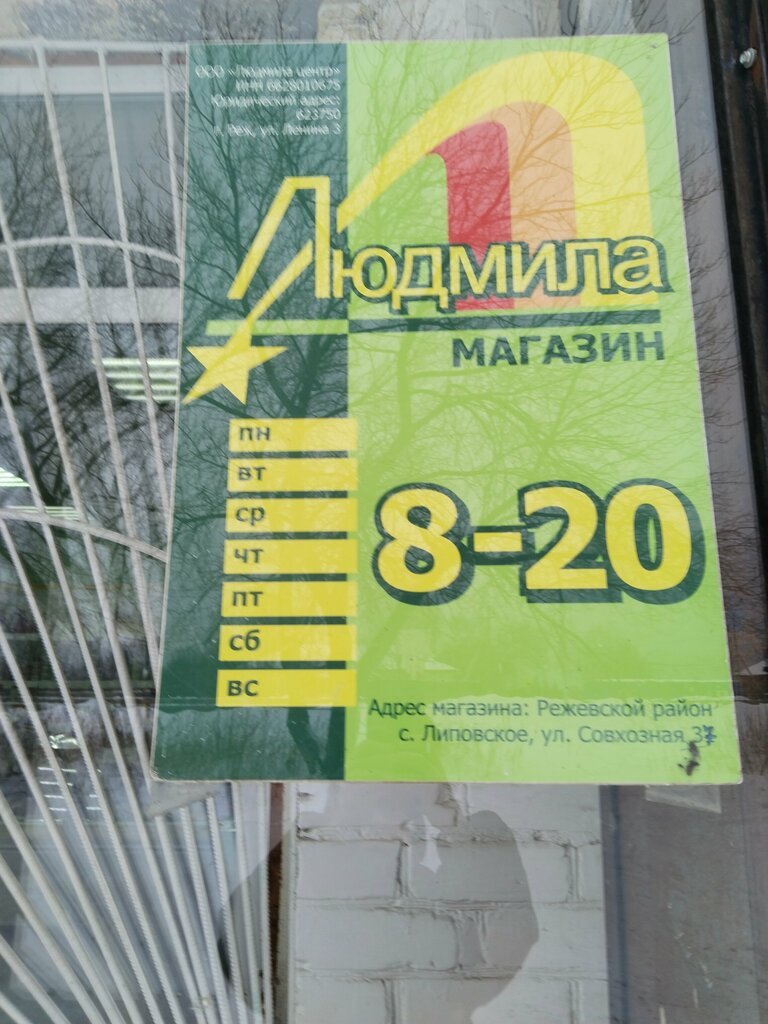 ООО «Людмила центр»
ИНН 6628010675
Юридический адрес:
623750
г. Реж, ул. Ленина 3
Людмила
МАГАЗИН
пн
вт
ср
чт
пт
сб
вс
8-20
Адрес магазина: Режевской район
с. Липовское, ул. Совхозная 37